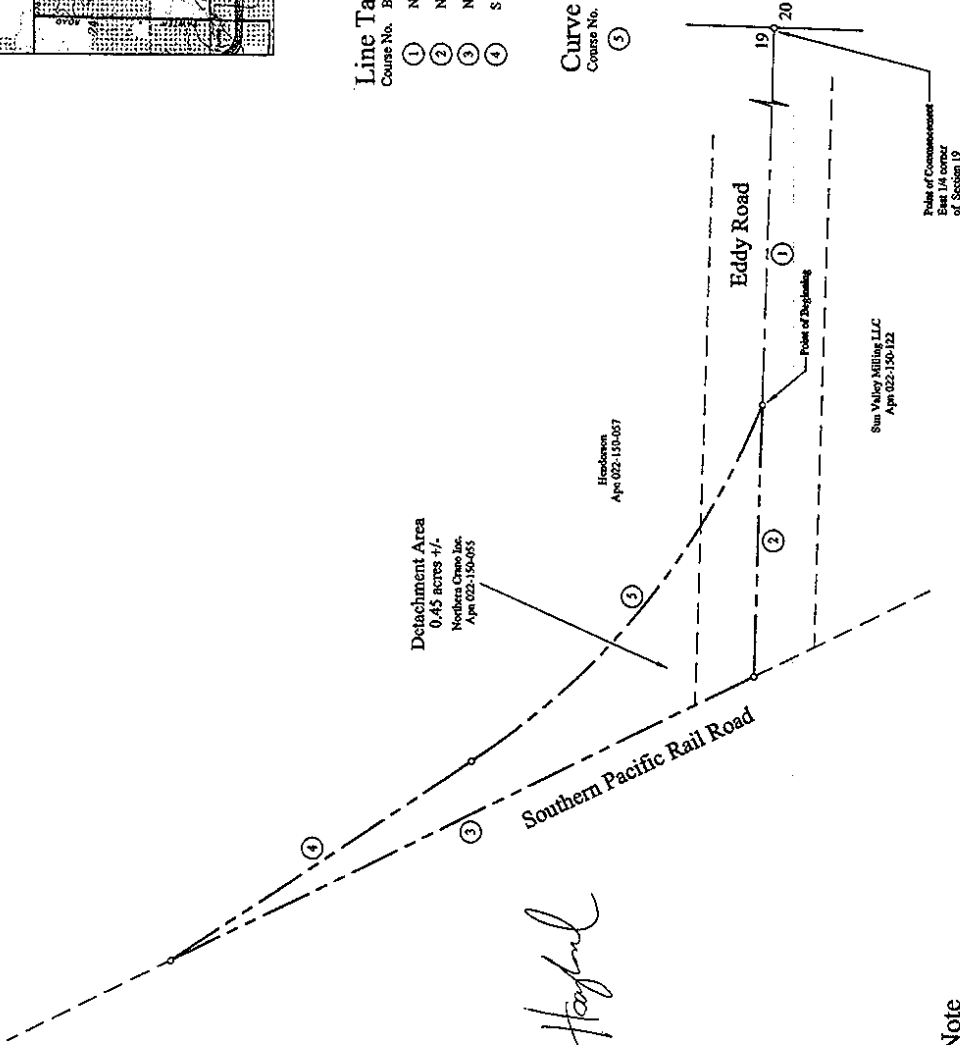 Line Ta
Course No. B
1 N
2 N
3 N
4 S
Curve
Course No.
5
19
20
Point of Commencement
East 1/4 corner
of Section 19
Eddy Road
1
Point of Beginning
Sun Valley Milling LLC
Apn 022-150-122
Henderson
Apn 022-150-057
2
Detachment Area
0.45 acres +/-
Northern Crane Inc.
Apn 022-150-055
5
Southern Pacific Rail Road
3
4
Note
24